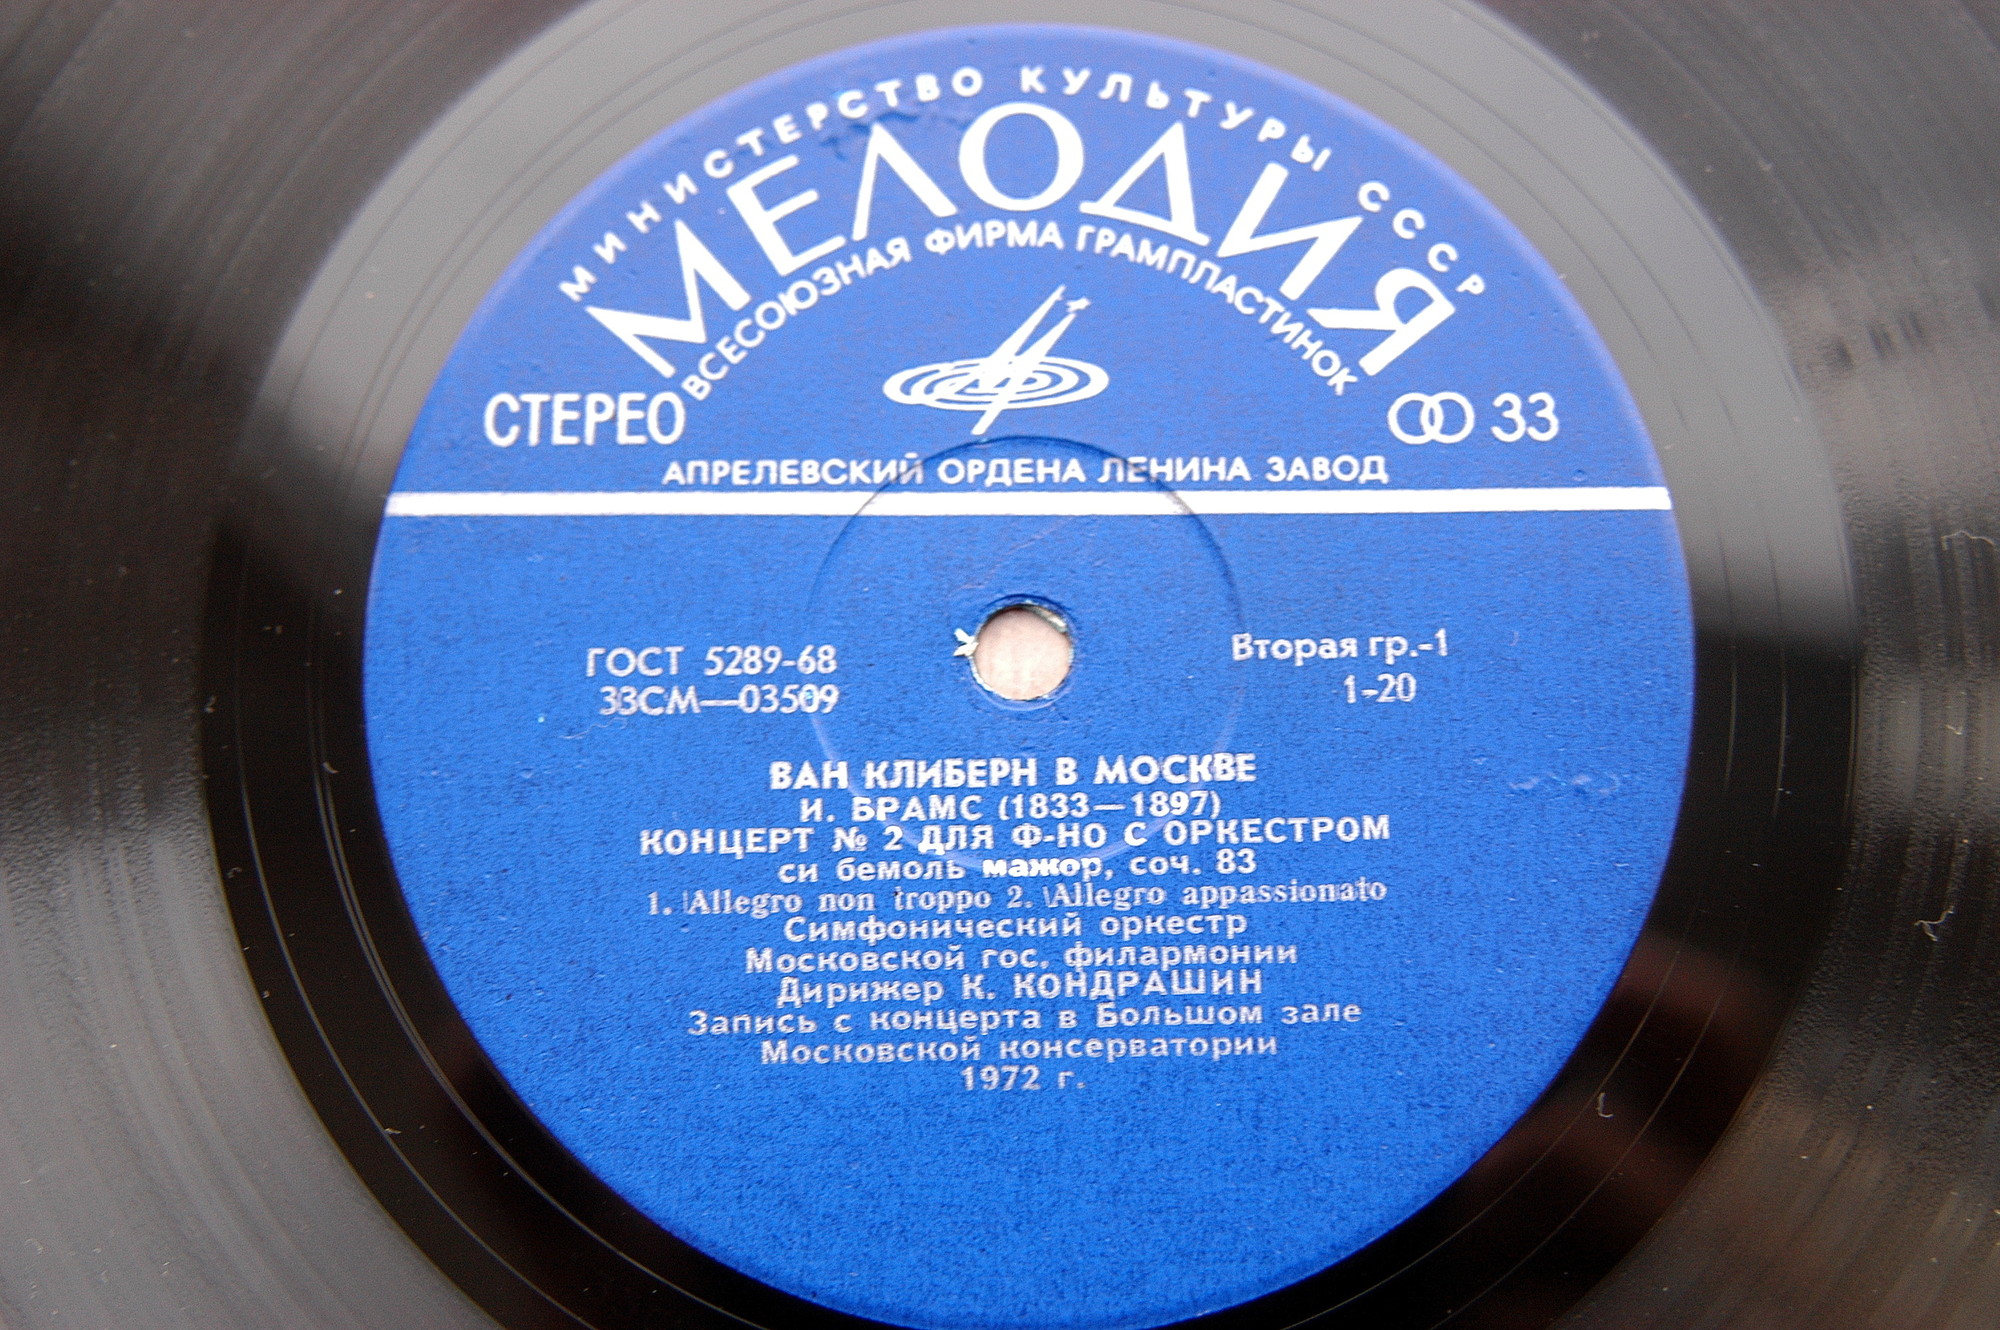 МИНИСТЕРСТВО КУЛЬТУРЫ СССР
МЕЛОДИЯ
ВСЕСОЮЗНАЯ ФИРМА ГРАМПЛАСТИНОК
СТЕРЕО
33
АПРЕЛЕВСКИЙ ОРДЕНА ЛЕНИНА ЗАВОД
ГОСТ 5289-68
Вторая гр.-1
33СМ—03509
1-20
ВАН КЛИБЕРН В МОСКВЕ
И. БРАМС (1833—1897)
КОНЦЕРТ № 2 ДЛЯ Ф-НО С ОРКЕСТРОМ
си бемоль мажор, соч. 83
1. Allegro non troppo 2. Allegro appassionato
Симфонический оркестр
Московской гос. филармонии
Дирижер К. КОНДРАШИН
Запись с концерта в Большом зале
Московской консерватории
1972 г.